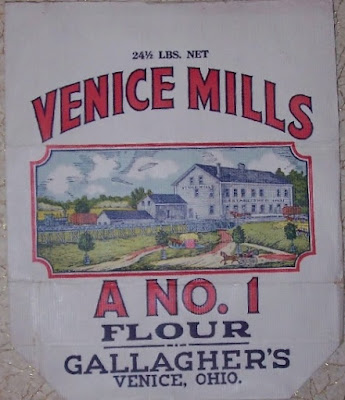 24½ LBS. NET
VENICE MILLS
A NO. 1
FLOUR
GALLAGHER'S
VENICE, OHIO.